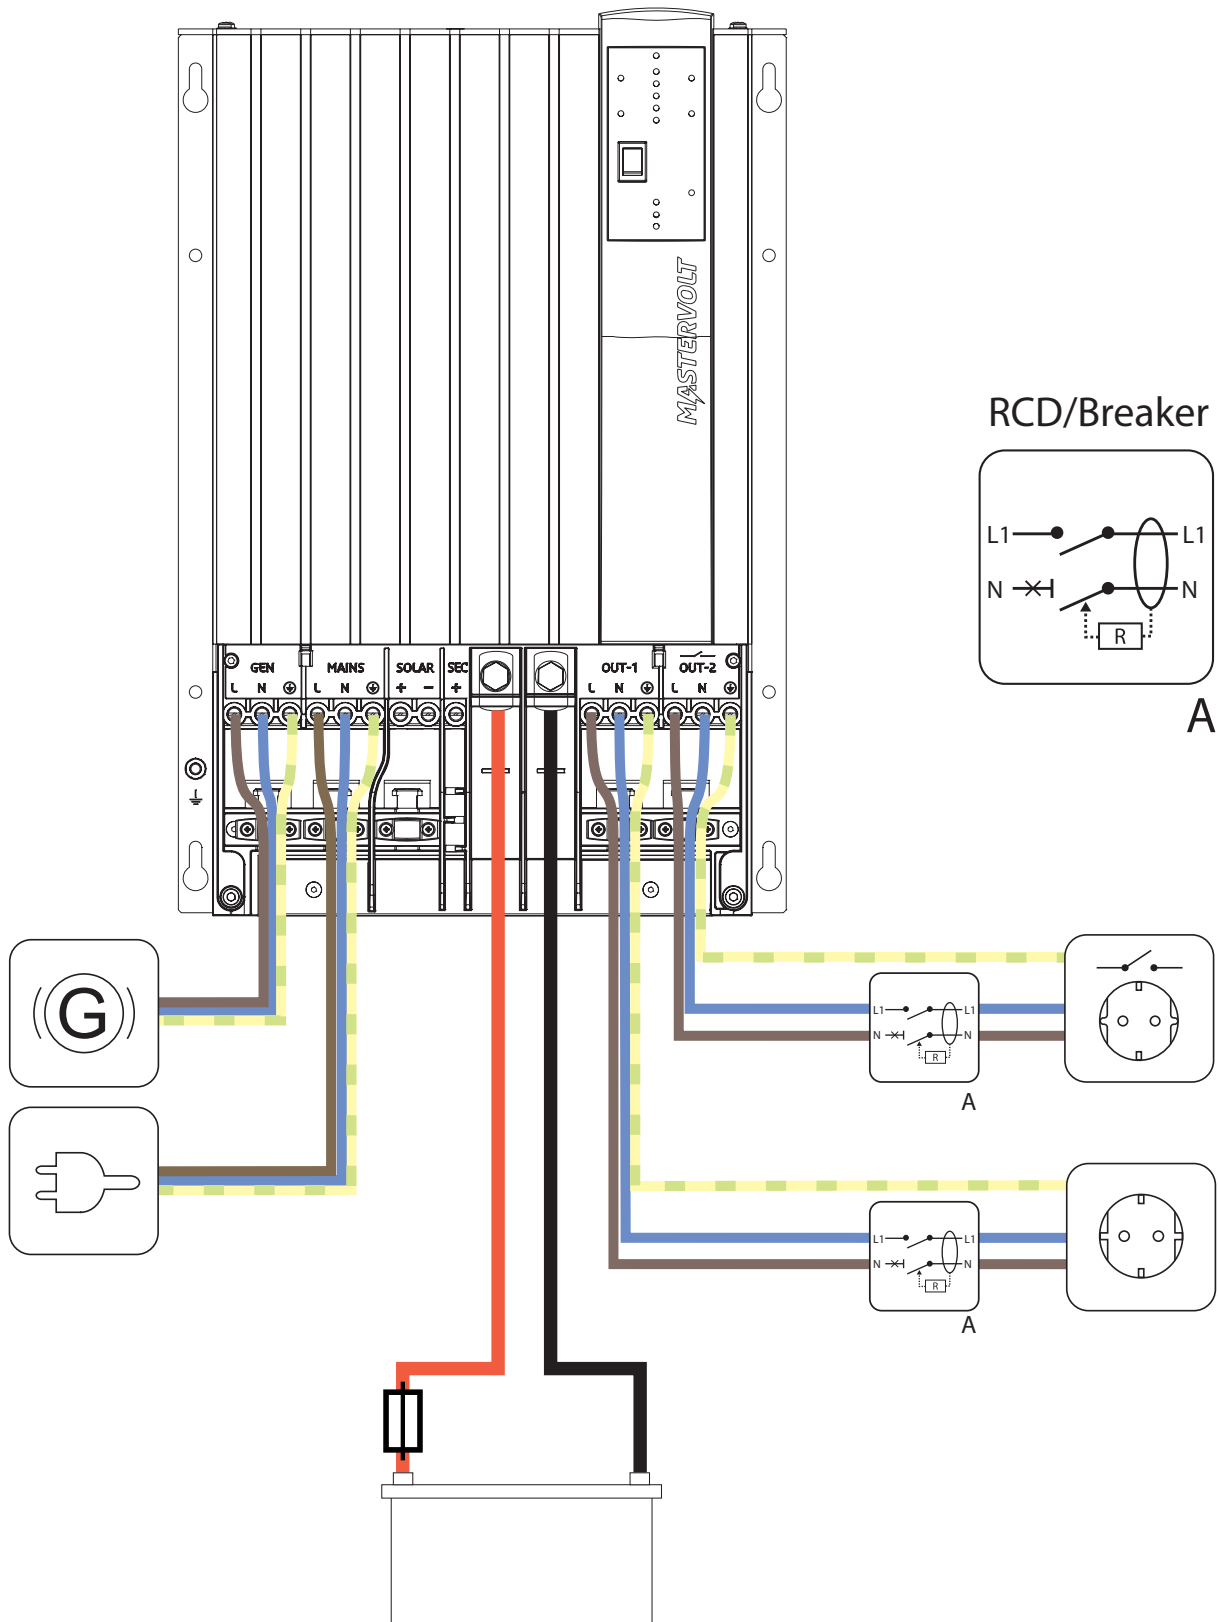 MASTERVOLT
RCD/Breaker
L1 L1
N N
R
A
GEN MAINS SOLAR SEC OUT-1 OUT-2
L N L N + − + L N L N
G
L1 L1
N N
R
A
L1 L1
N N
R
A